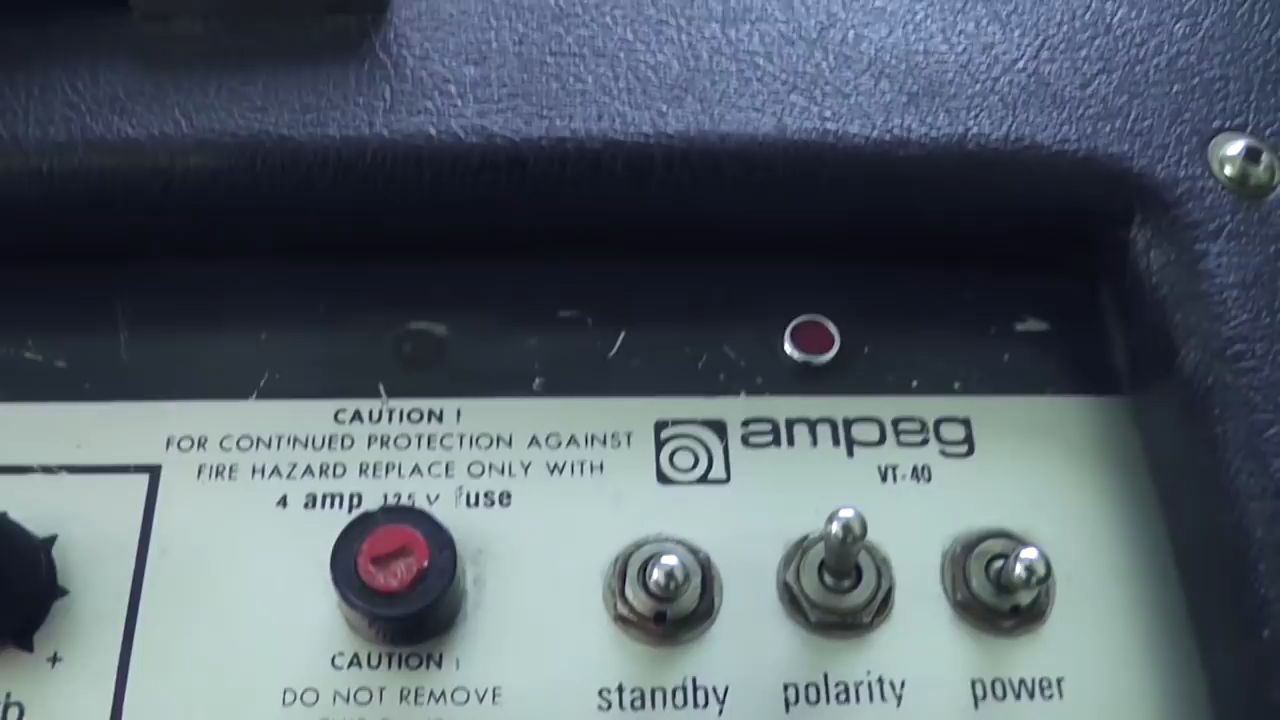 CAUTION !
FOR CONTINUED PROTECTION AGAINST
FIRE HAZARD REPLACE ONLY WITH
4 amp 125 V fuse
ampeg
VT-40
CAUTION !
DO NOT REMOVE
standby
polarity
power
+